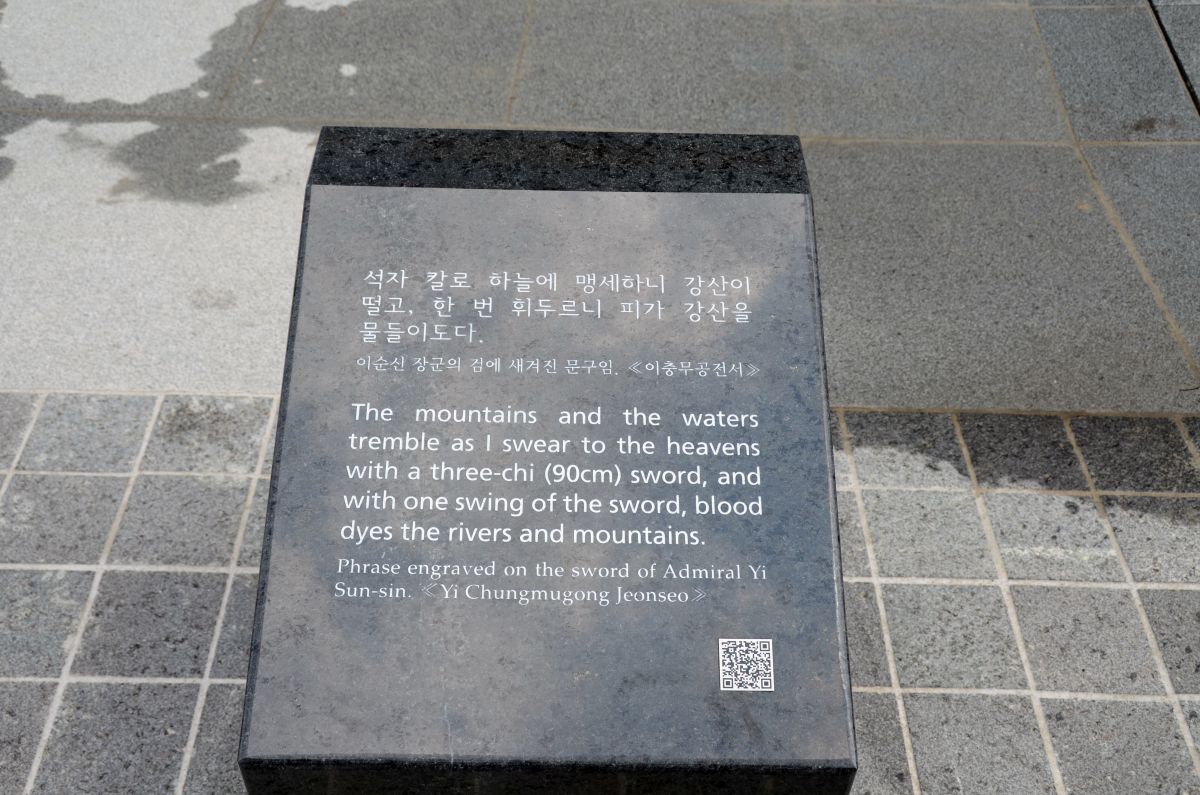 석자 칼로 하늘에 맹세하니 강산이
떨고, 한 번 휘두르니 피가 강산을
물들이도다.
이순신 장군의 검에 새겨진 문구임. ≪이충무공전서≫
The mountains and the waters
tremble as I swear to the heavens
with a three-chi (90cm) sword, and
with one swing of the sword, blood
dyes the rivers and mountains.
Phrase engraved on the sword of Admiral Yi
Sun-sin. ≪Yi Chungmugong Jeonseo≫